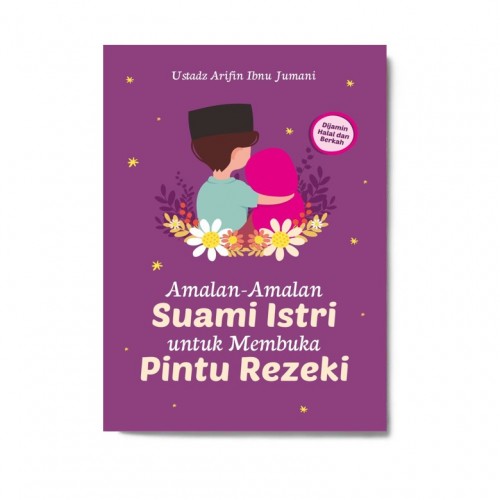 Ustadz Arifin Ibnu Jumani
Dijamin
Halal dan
Berkah
Amalan-Amalan
Suami Istri
untuk Membuka
Pintu Rezeki